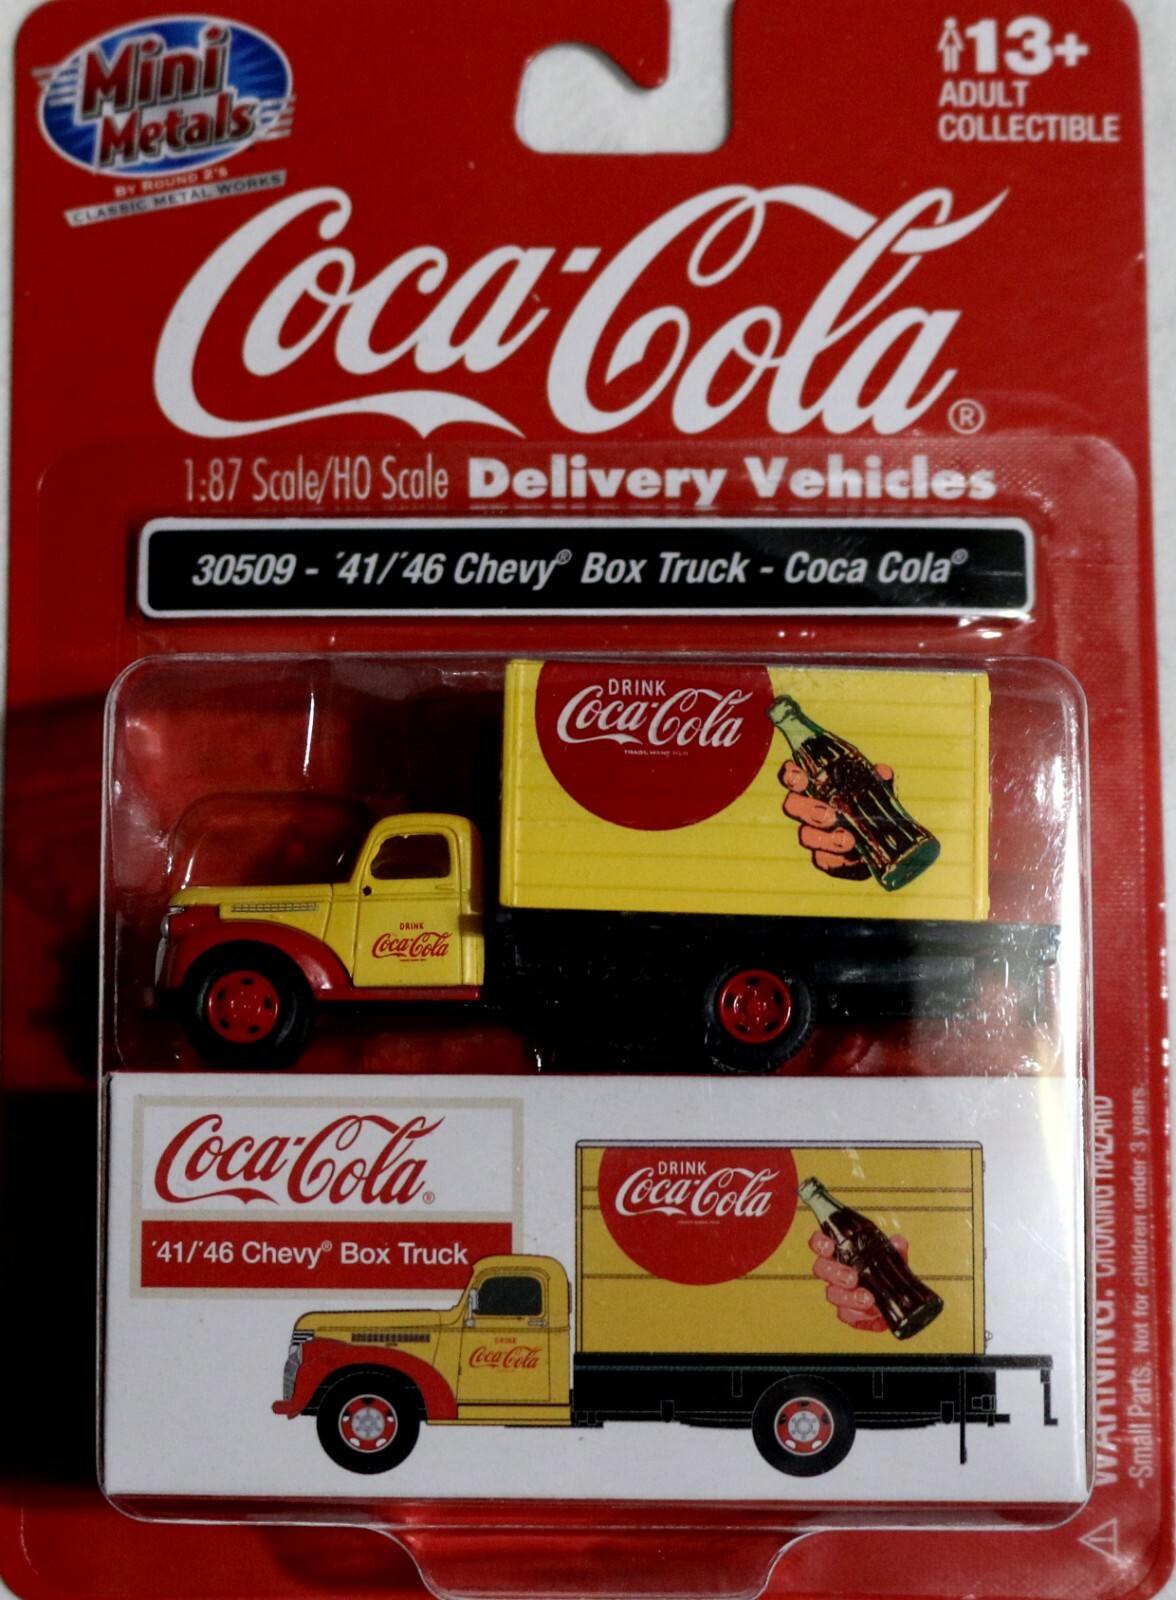 Mini
Metals
BY ROUND 2's
CLASSIC METAL WORKS
13+
ADULT
COLLECTIBLE
Coca-Cola®
1:87 Scale/HO Scale Delivery Vehicles
30509 - '41/'46 Chevy® Box Truck - Coca Cola®
DRINK
Coca-Cola
DRINK
Coca-Cola
Coca-Cola®
'41/'46 Chevy® Box Truck
DRINK
Coca-Cola
DRINK
Coca-Cola
WARNING: CHOKING HAZARD
-Small Parts. Not for children under 3 years.